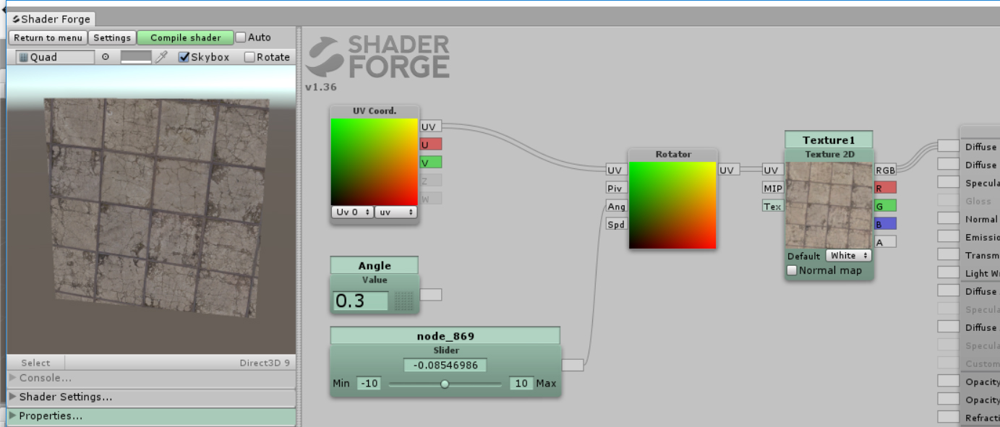 Shader Forge
Return to menu Settings Compile shader Auto
Quad Skybox Rotate
Select Direct3D 9
Console...
Shader Settings...
Properties...
SHADER
FORGE
v1.36
UV Coord.
UV
U
V
Z
W
Uv 0 uv
Angle
Value
0.3
node_869
Slider
-0.08546986
Min -10 10 Max
Rotator
UV UV
Piv
Ang
Spd
Texture1
Texture 2D
UV RGB
MIP R
Tex G
B
A
Default White
Normal map
Diffuse
Diffuse
Specula
Gloss
Normal
Emissio
Transm
Light Wi
Diffuse
Specula
Diffuse
Specula
Custom
Opacity
Opacity
Refracti